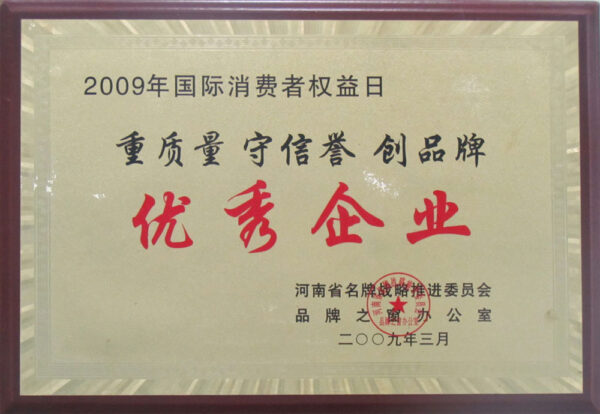 2009年国际消费者权益日
重质量 守信誉 创品牌
优秀企业
河南省名牌战略推进委员会
品牌之窗办公室
二〇〇九年三月